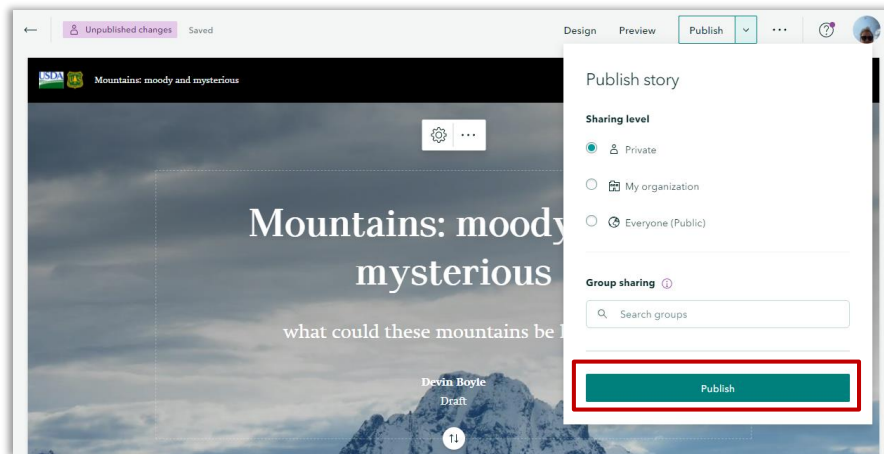 Unpublished changes Saved Design Preview Publish
Publish story
USDA Mountains: moody and mysterious
Sharing level
Private
My organization
Everyone (Public)
Mountains: moody
mysterious
Group sharing
Search groups
what could these mountains be
Devin Boyle
Draft
Publish